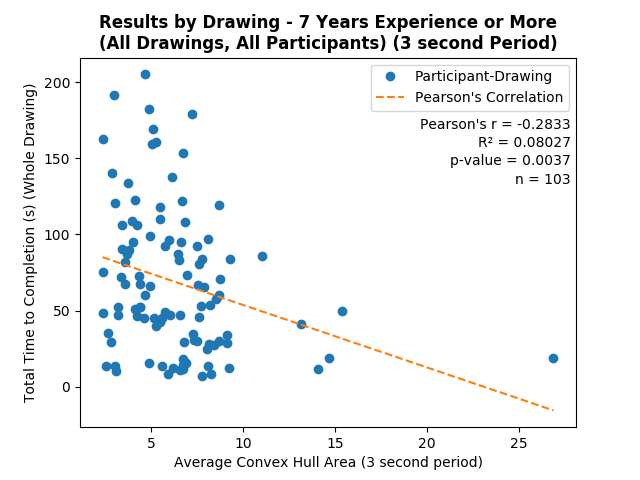 Results by Drawing - 7 Years Experience or More
(All Drawings, All Participants) (3 second Period)
Participant-Drawing
Pearson's Correlation
Pearson's r = -0.2833
R² = 0.08027
p-value = 0.0037
n = 103
Total Time to Completion (s) (Whole Drawing)
200
150
100
50
0
5
10
15
20
25
Average Convex Hull Area (3 second period)